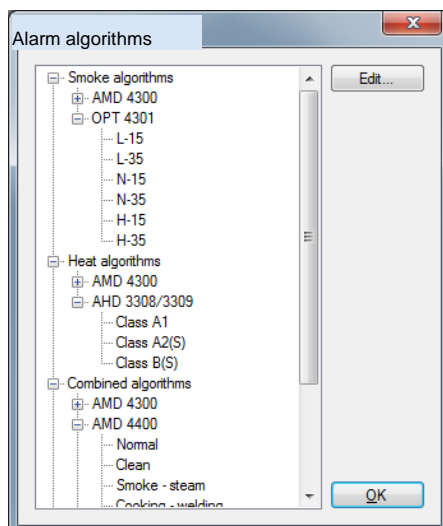 Alarm algorithms
Edit...
Smoke algorithms
AMD 4300
OPT 4301
L-15
L-35
N-15
N-35
H-15
H-35
Heat algorithms
AMD 4300
AHD 3308/3309
Class A1
Class A2(S)
Class B(S)
Combined algorithms
AMD 4300
AMD 4400
Normal
Clean
Smoke - steam
Cooking - welding
OK